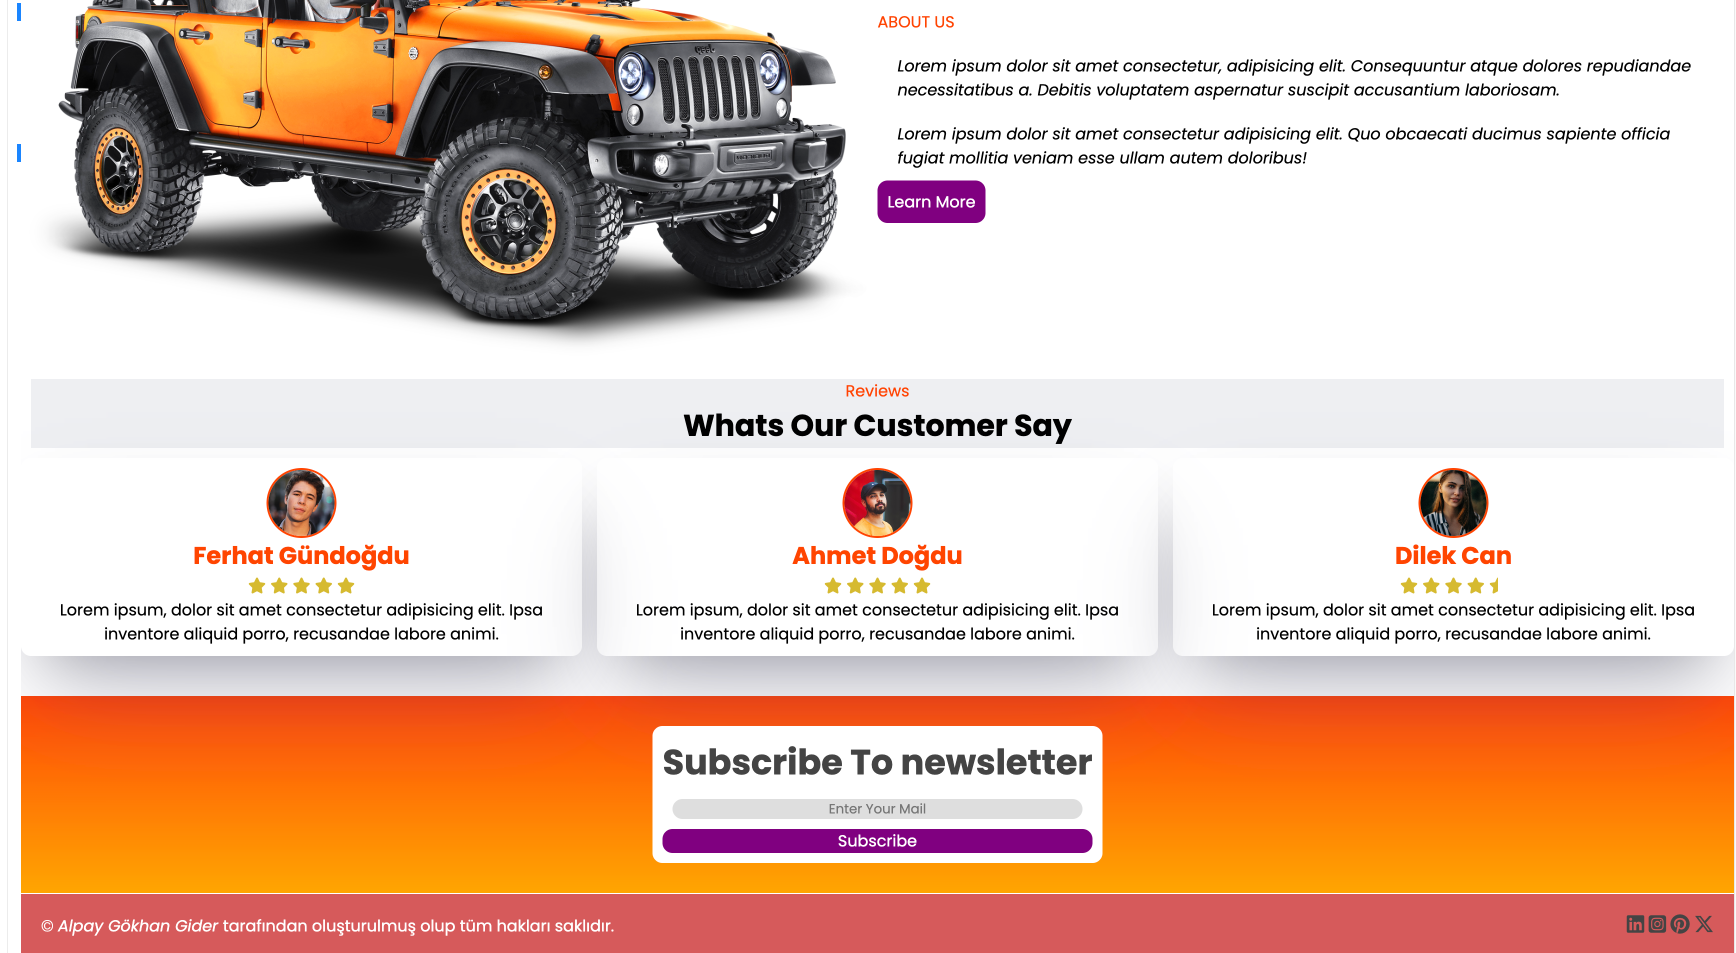 Jeep
RUBICON
ABOUT US
Lorem ipsum dolor sit amet consectetur, adipisicing elit. Consequuntur atque dolores repudiandae
necessitatibus a. Debitis voluptatem aspernatur suscipit accusantium laboriosam.
Lorem ipsum dolor sit amet consectetur adipisicing elit. Quo obcaecati ducimus sapiente officia
fugiat mollitia veniam esse ullam autem doloribus!
Learn More
Reviews
Whats Our Customer Say
Ferhat Gündoğdu
Lorem ipsum, dolor sit amet consectetur adipisicing elit. Ipsa
inventore aliquid porro, recusandae labore animi.
Ahmet Doğdu
Lorem ipsum, dolor sit amet consectetur adipisicing elit. Ipsa
inventore aliquid porro, recusandae labore animi.
Dilek Can
Lorem ipsum, dolor sit amet consectetur adipisicing elit. Ipsa
inventore aliquid porro, recusandae labore animi.
Subscribe To newsletter
Enter Your Mail
Subscribe
© Alpay Gökhan Gider tarafından oluşturulmuş olup tüm hakları saklıdır.